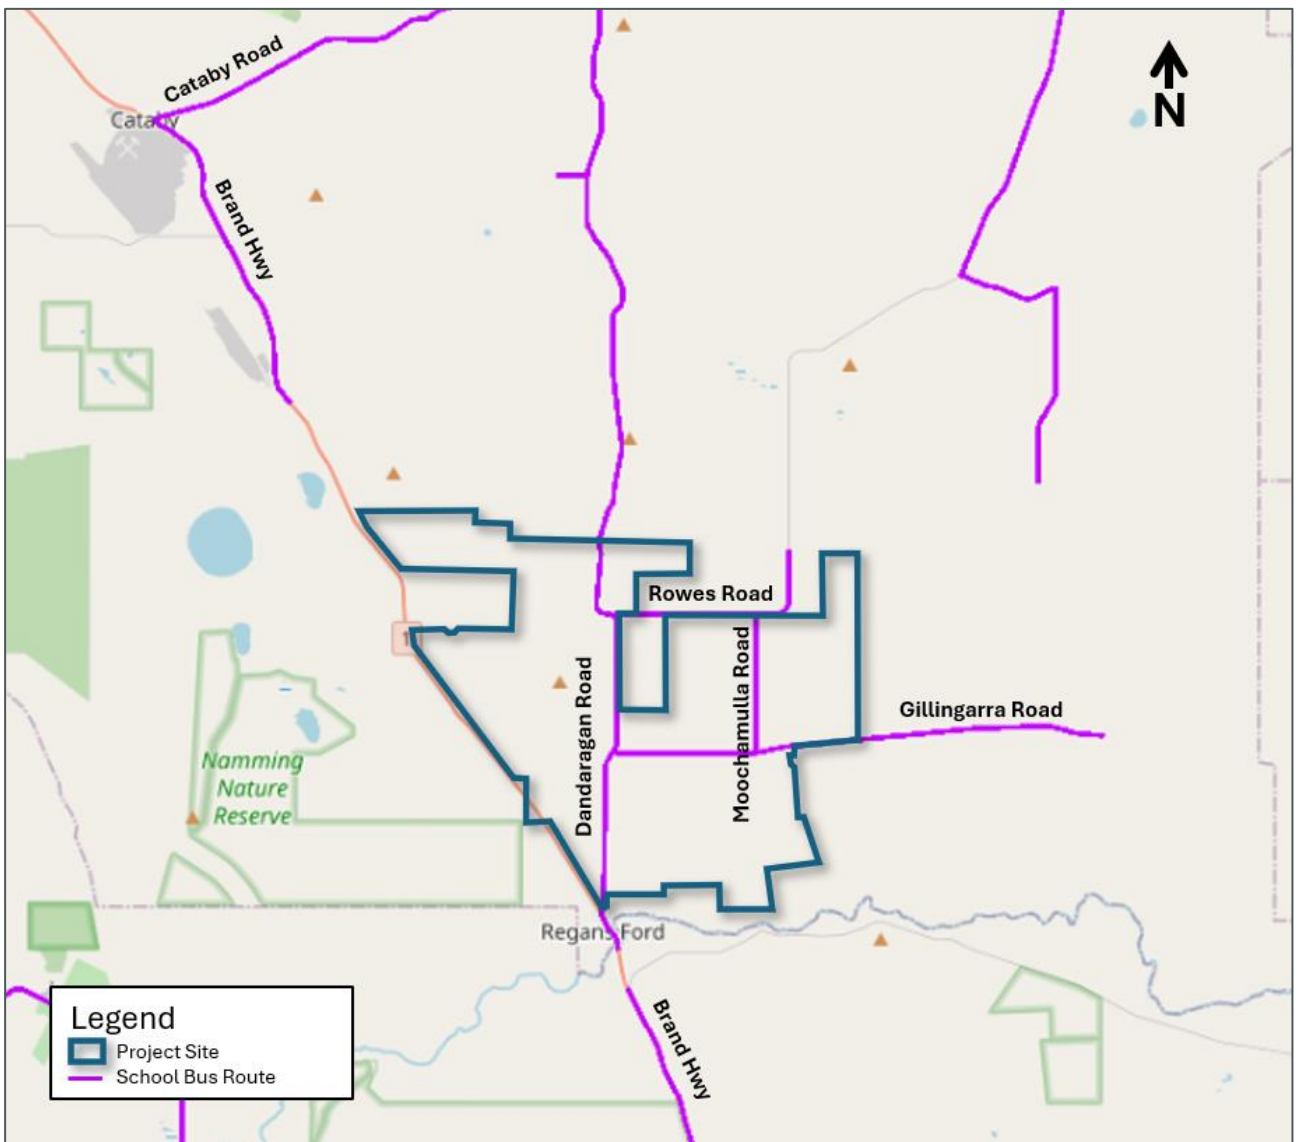 N
Cataby Road
Cataby
Brand Hwy
Rowes Road
1
Dandaragan Road
Moochamulla Road
Gillingarra Road
Namming
Nature
Reserve
Regans Ford
Brand Hwy
Legend
Project Site
School Bus Route